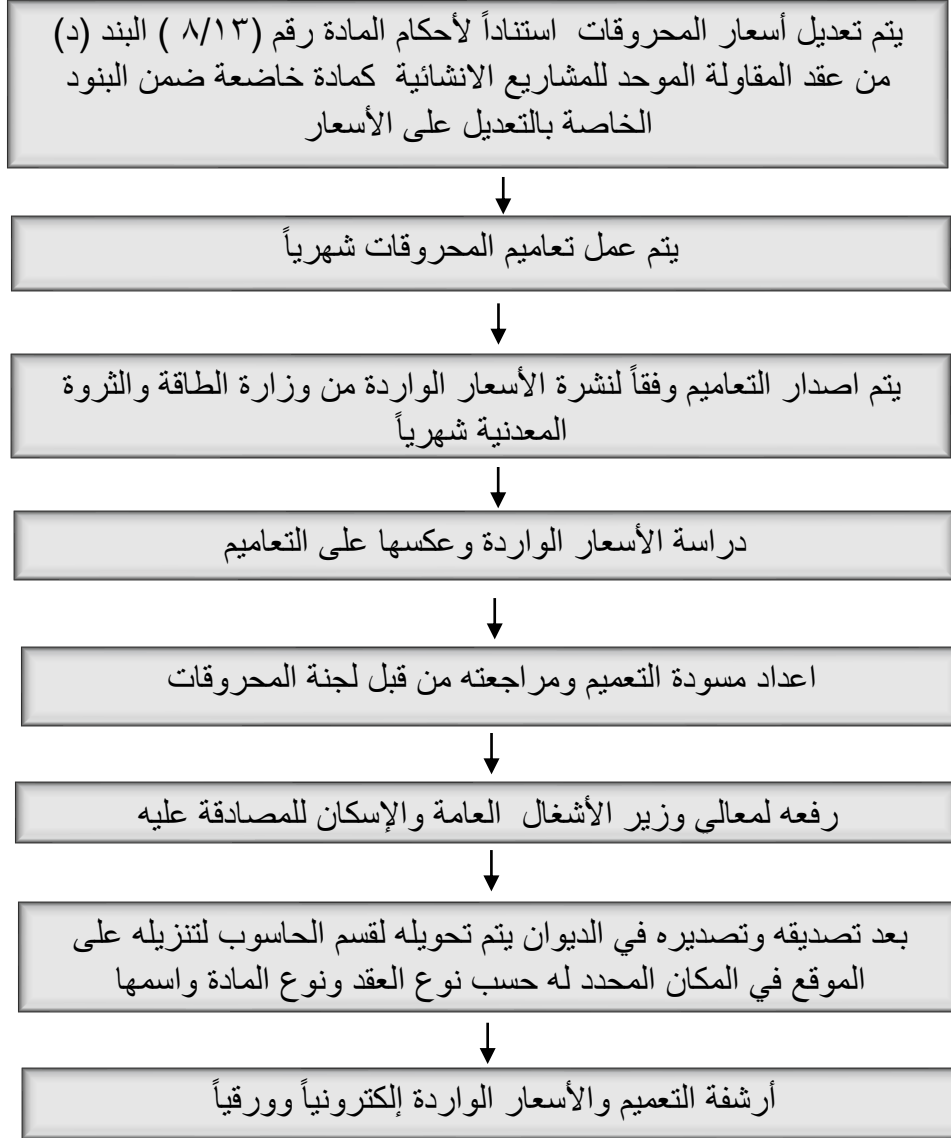 يتم تعديل أسعار المحروقات استناداً لأحكام المادة رقم (٨/١٣ ) البند (د)
من عقد المقاولة الموحد للمشاريع الانشائية كمادة خاضعة ضمن البنود
الخاصة بالتعديل على الأسعار
يتم عمل تعاميم المحروقات شهرياً
يتم اصدار التعاميم وفقاً لنشرة الأسعار الواردة من وزارة الطاقة والثروة
المعدنية شهرياً
دراسة الأسعار الواردة وعكسها على التعاميم
اعداد مسودة التعميم ومراجعته من قبل لجنة المحروقات
رفعه لمعالي وزير الأشغال العامة والإسكان للمصادقة عليه
بعد تصديقه وتصديره في الديوان يتم تحويله لقسم الحاسوب لتنزيله على
الموقع في المكان المحدد له حسب نوع العقد ونوع المادة واسمها
أرشفة التعميم والأسعار الواردة إلكترونياً وورقياً